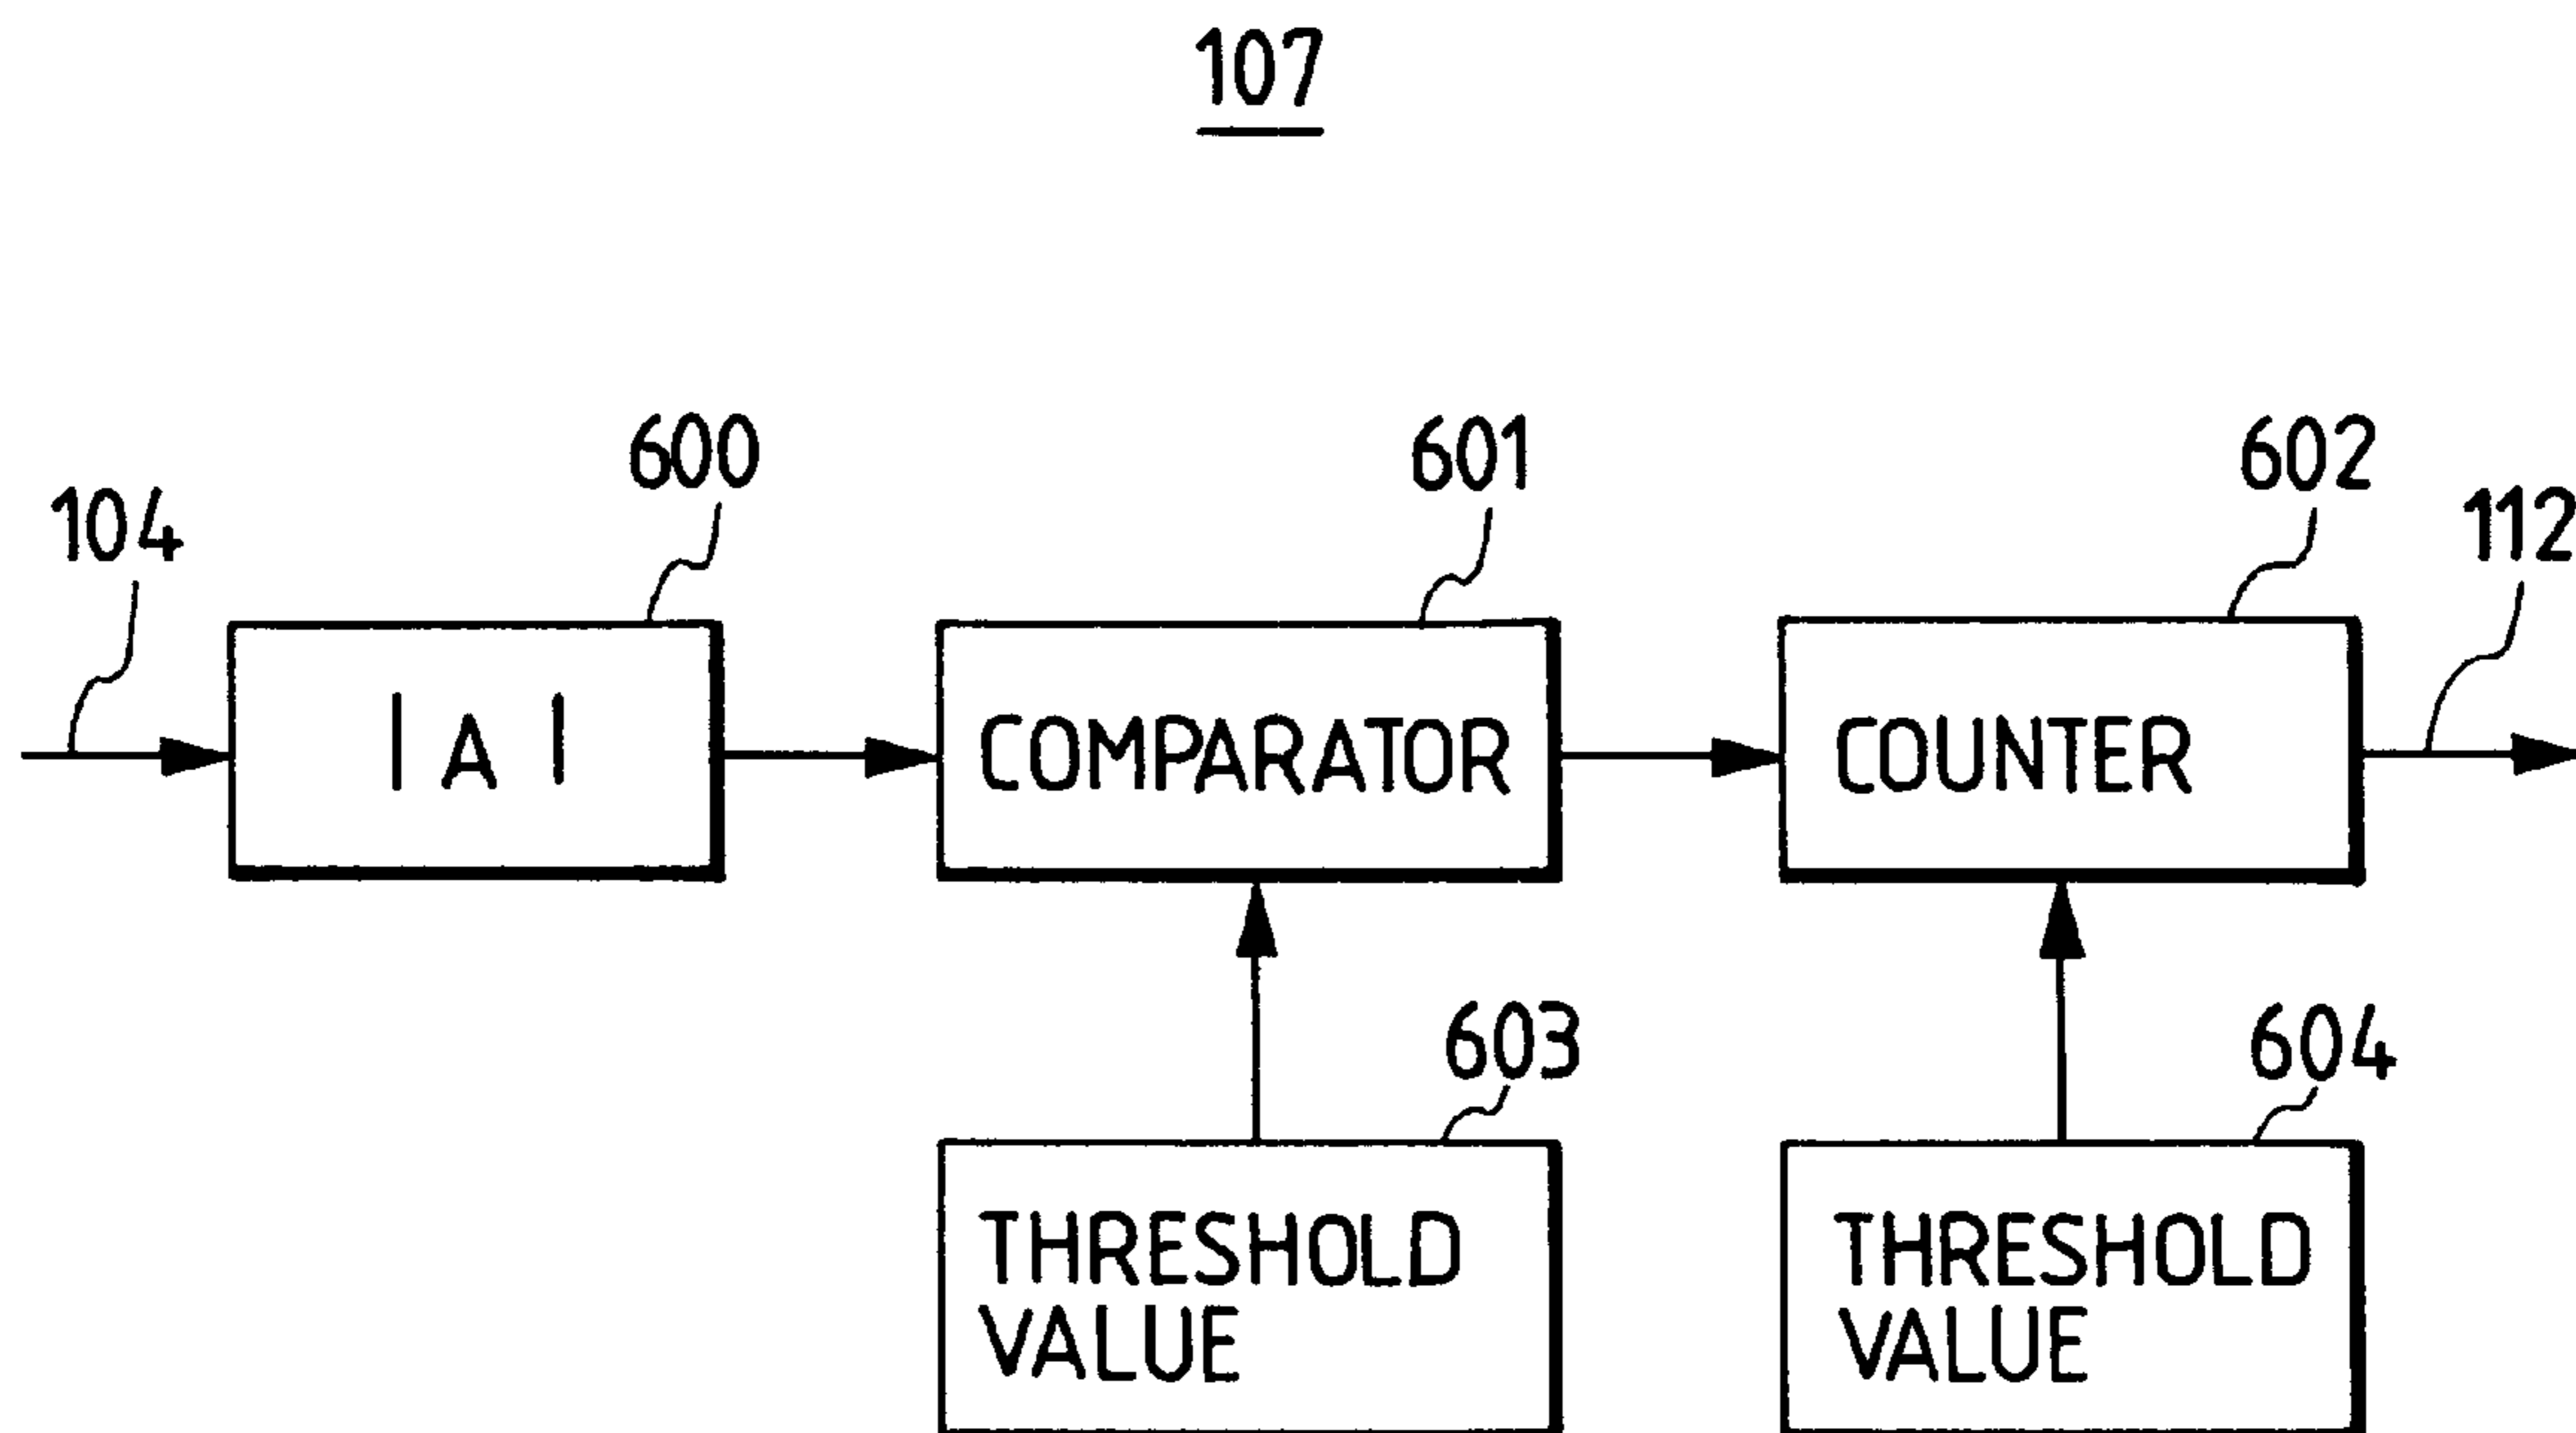 107
600
601
602
104
112
| A |
COMPARATOR
COUNTER
603
604
THRESHOLD
VALUE
THRESHOLD
VALUE